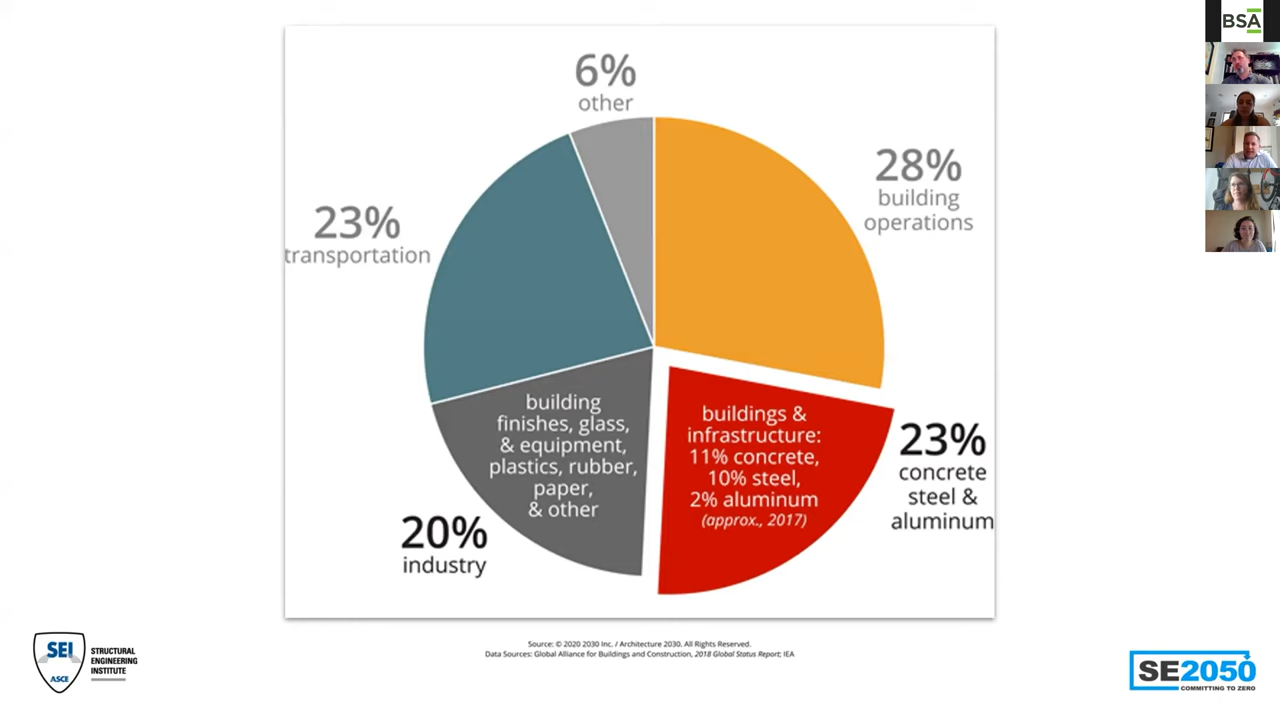 BSA
6%
other
28%
building
operations
23%
transportation
building
finishes, glass,
& equipment,
plastics, rubber,
paper,
& other
buildings &
infrastructure:
11% concrete,
10% steel,
2% aluminum
(approx., 2017)
23%
concrete
steel &
aluminum
20%
industry
Source: © 2020 2030 Inc. / Architecture 2030. All Rights Reserved.
Data Sources: Global Alliance for Buildings and Construction, 2018 Global Status Report; IEA
SEI
ASCE
STRUCTURAL
ENGINEERING
INSTITUTE
SE2050
COMMITTING TO ZERO